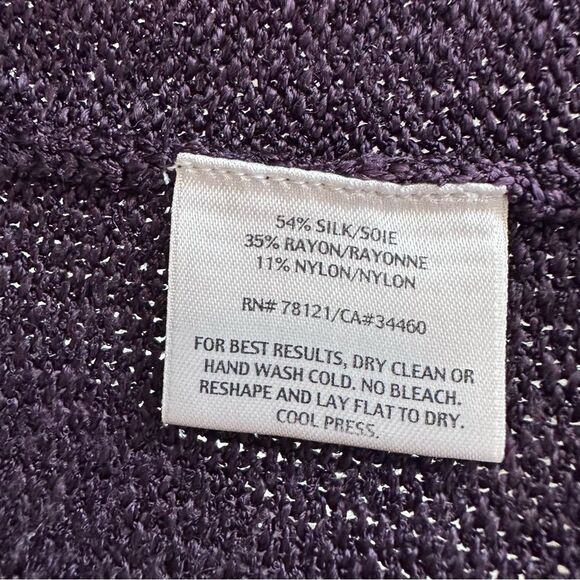 54% SILK/SOIE
35% RAYON/RAYONNE
11% NYLON/NYLON
RN# 78121/CA#34460
FOR BEST RESULTS, DRY CLEAN OR
HAND WASH COLD. NO BLEACH.
RESHAPE AND LAY FLAT TO DRY.
COOL PRESS.